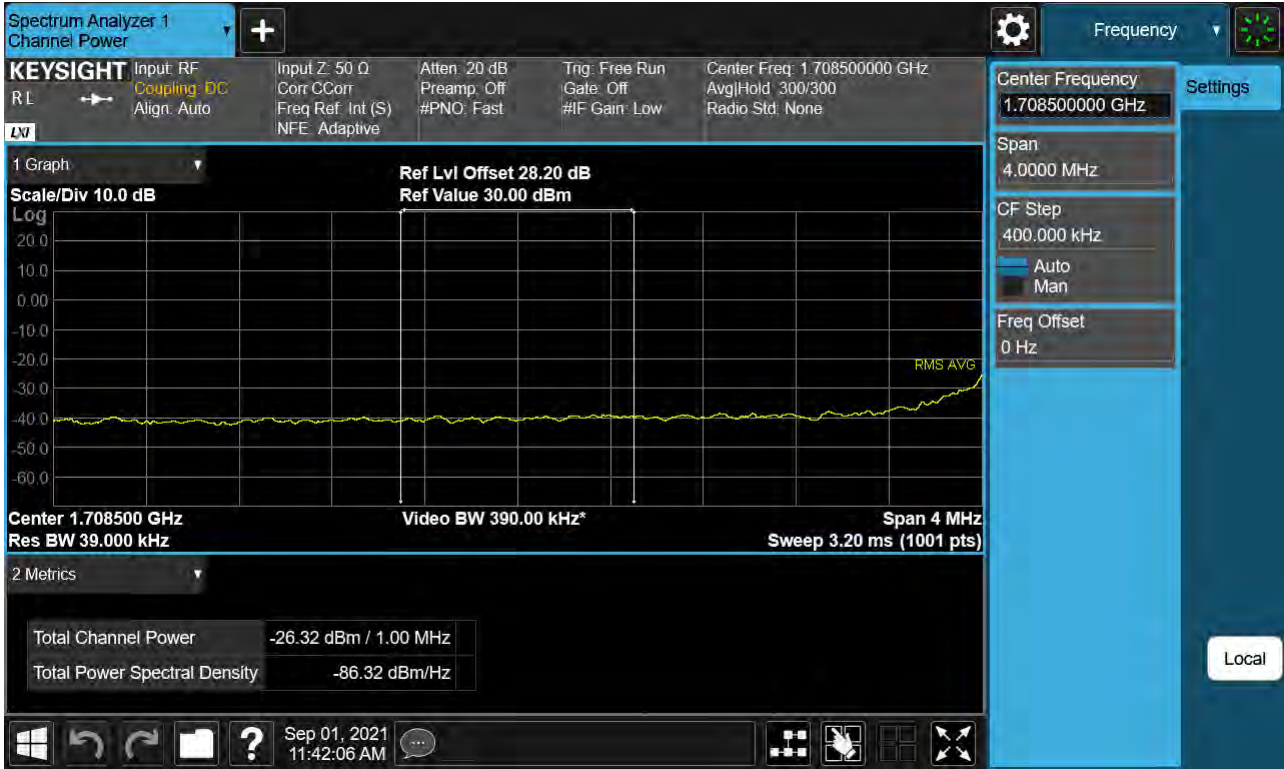 Spectrum Analyzer 1
Channel Power
Frequency
KEYSIGHT
RL
LXI
Input: RF
Coupling: DC
Align: Auto
Input Z: 50 Ω
Corr CCorr
Freq Ref: Int (S)
NFE: Adaptive
Atten: 20 dB
Preamp: Off
#PNO: Fast
Trig: Free Run
Gate: Off
#IF Gain: Low
Center Freq: 1.708500000 GHz
Avg|Hold: 300/300
Radio Std: None
Center Frequency
1.708500000 GHz
Settings
Span
4.0000 MHz
CF Step
400.000 kHz
Auto
Man
Freq Offset
0 Hz
Local
1 Graph
Scale/Div 10.0 dB
Ref Lvl Offset 28.20 dB
Ref Value 30.00 dBm
Log
20.0
10.0
0.00
-10.0
-20.0
-30.0
-40.0
-50.0
-60.0
RMS AVG
Center 1.708500 GHz
Video BW 390.00 kHz*
Span 4 MHz
Res BW 39.000 kHz
Sweep 3.20 ms (1001 pts)
2 Metrics
Total Channel Power -26.32 dBm / 1.00 MHz
Total Power Spectral Density -86.32 dBm/Hz
?
Sep 01, 2021
11:42:06 AM